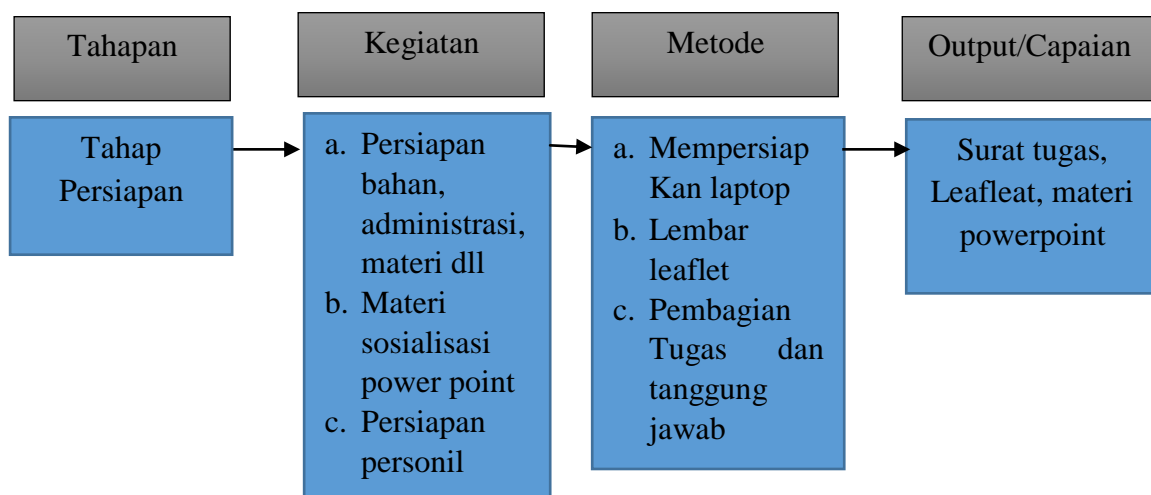 Tahapan
Kegiatan
Metode
Output/Capaian
Tahap
Persiapan
a. Persiapan
bahan,
administrasi,
materi dll
b. Materi
sosialisasi
power point
c. Persiapan
personil
a. Mempersiap
Kan laptop
b. Lembar
leaflet
c. Pembagian
Tugas dan
tanggung
jawab
Surat tugas,
Leafleat, materi
powerpoint